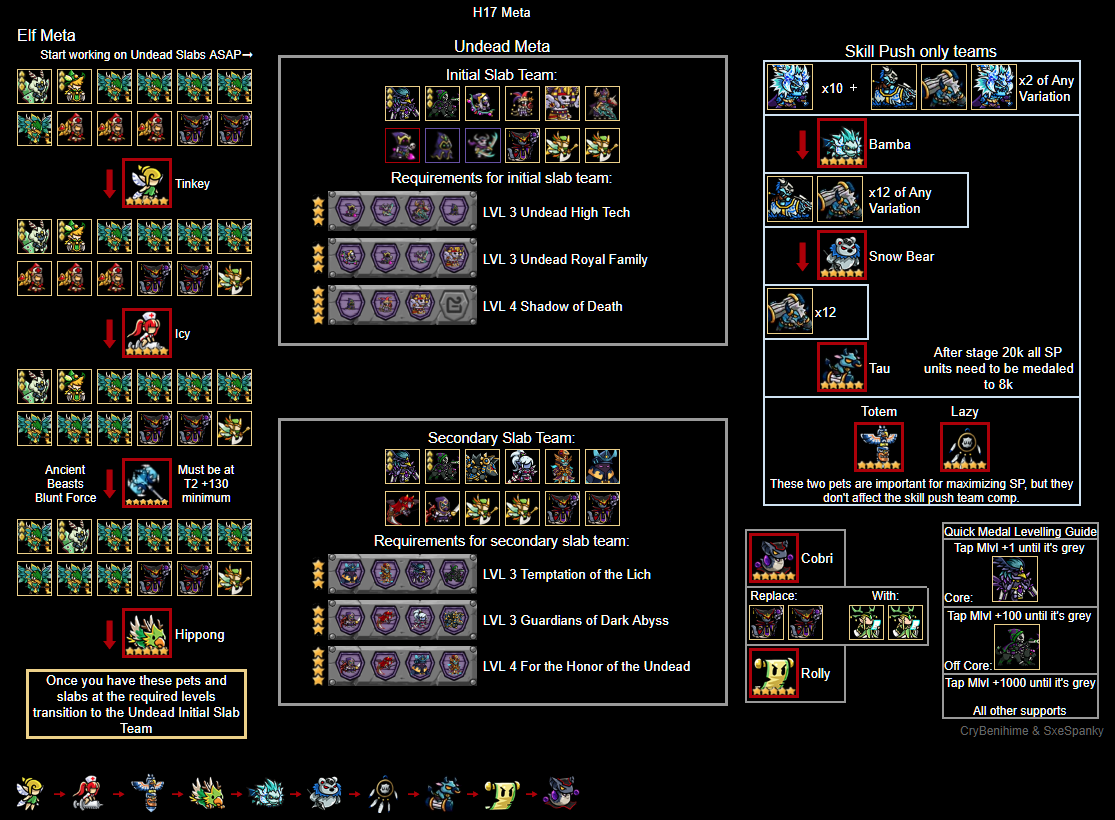 H17 Meta
Elf Meta
Start working on Undead Slabs ASAP→
Tinkey
Icy
Ancient
Beasts
Blunt Force
Must be at
T2 +130
minimum
Hippong
Once you have these pets and
slabs at the required levels
transition to the Undead Initial Slab
Team
Undead Meta
Initial Slab Team:
Requirements for initial slab team:
LVL 3 Undead High Tech
LVL 3 Undead Royal Family
LVL 4 Shadow of Death
Secondary Slab Team:
Requirements for secondary slab team:
LVL 3 Temptation of the Lich
LVL 3 Guardians of Dark Abyss
LVL 4 For the Honor of the Undead
Skill Push only teams
x10 +
x2 of Any
Variation
Bamba
x12 of Any
Variation
Snow Bear
x12
Tau
After stage 20k all SP
units need to be medaled
to 8k
Totem
Lazy
These two pets are important for maximizing SP, but they
don't affect the skill push team comp.
Cobri
Replace:
With:
Rolly
Quick Medal Levelling Guide
Tap Mlvl +1 until it's grey
Core:
Tap Mlvl +100 until it's grey
Off Core:
Tap Mlvl +1000 until it's grey
All other supports
CryBenihime & SxeSpanky